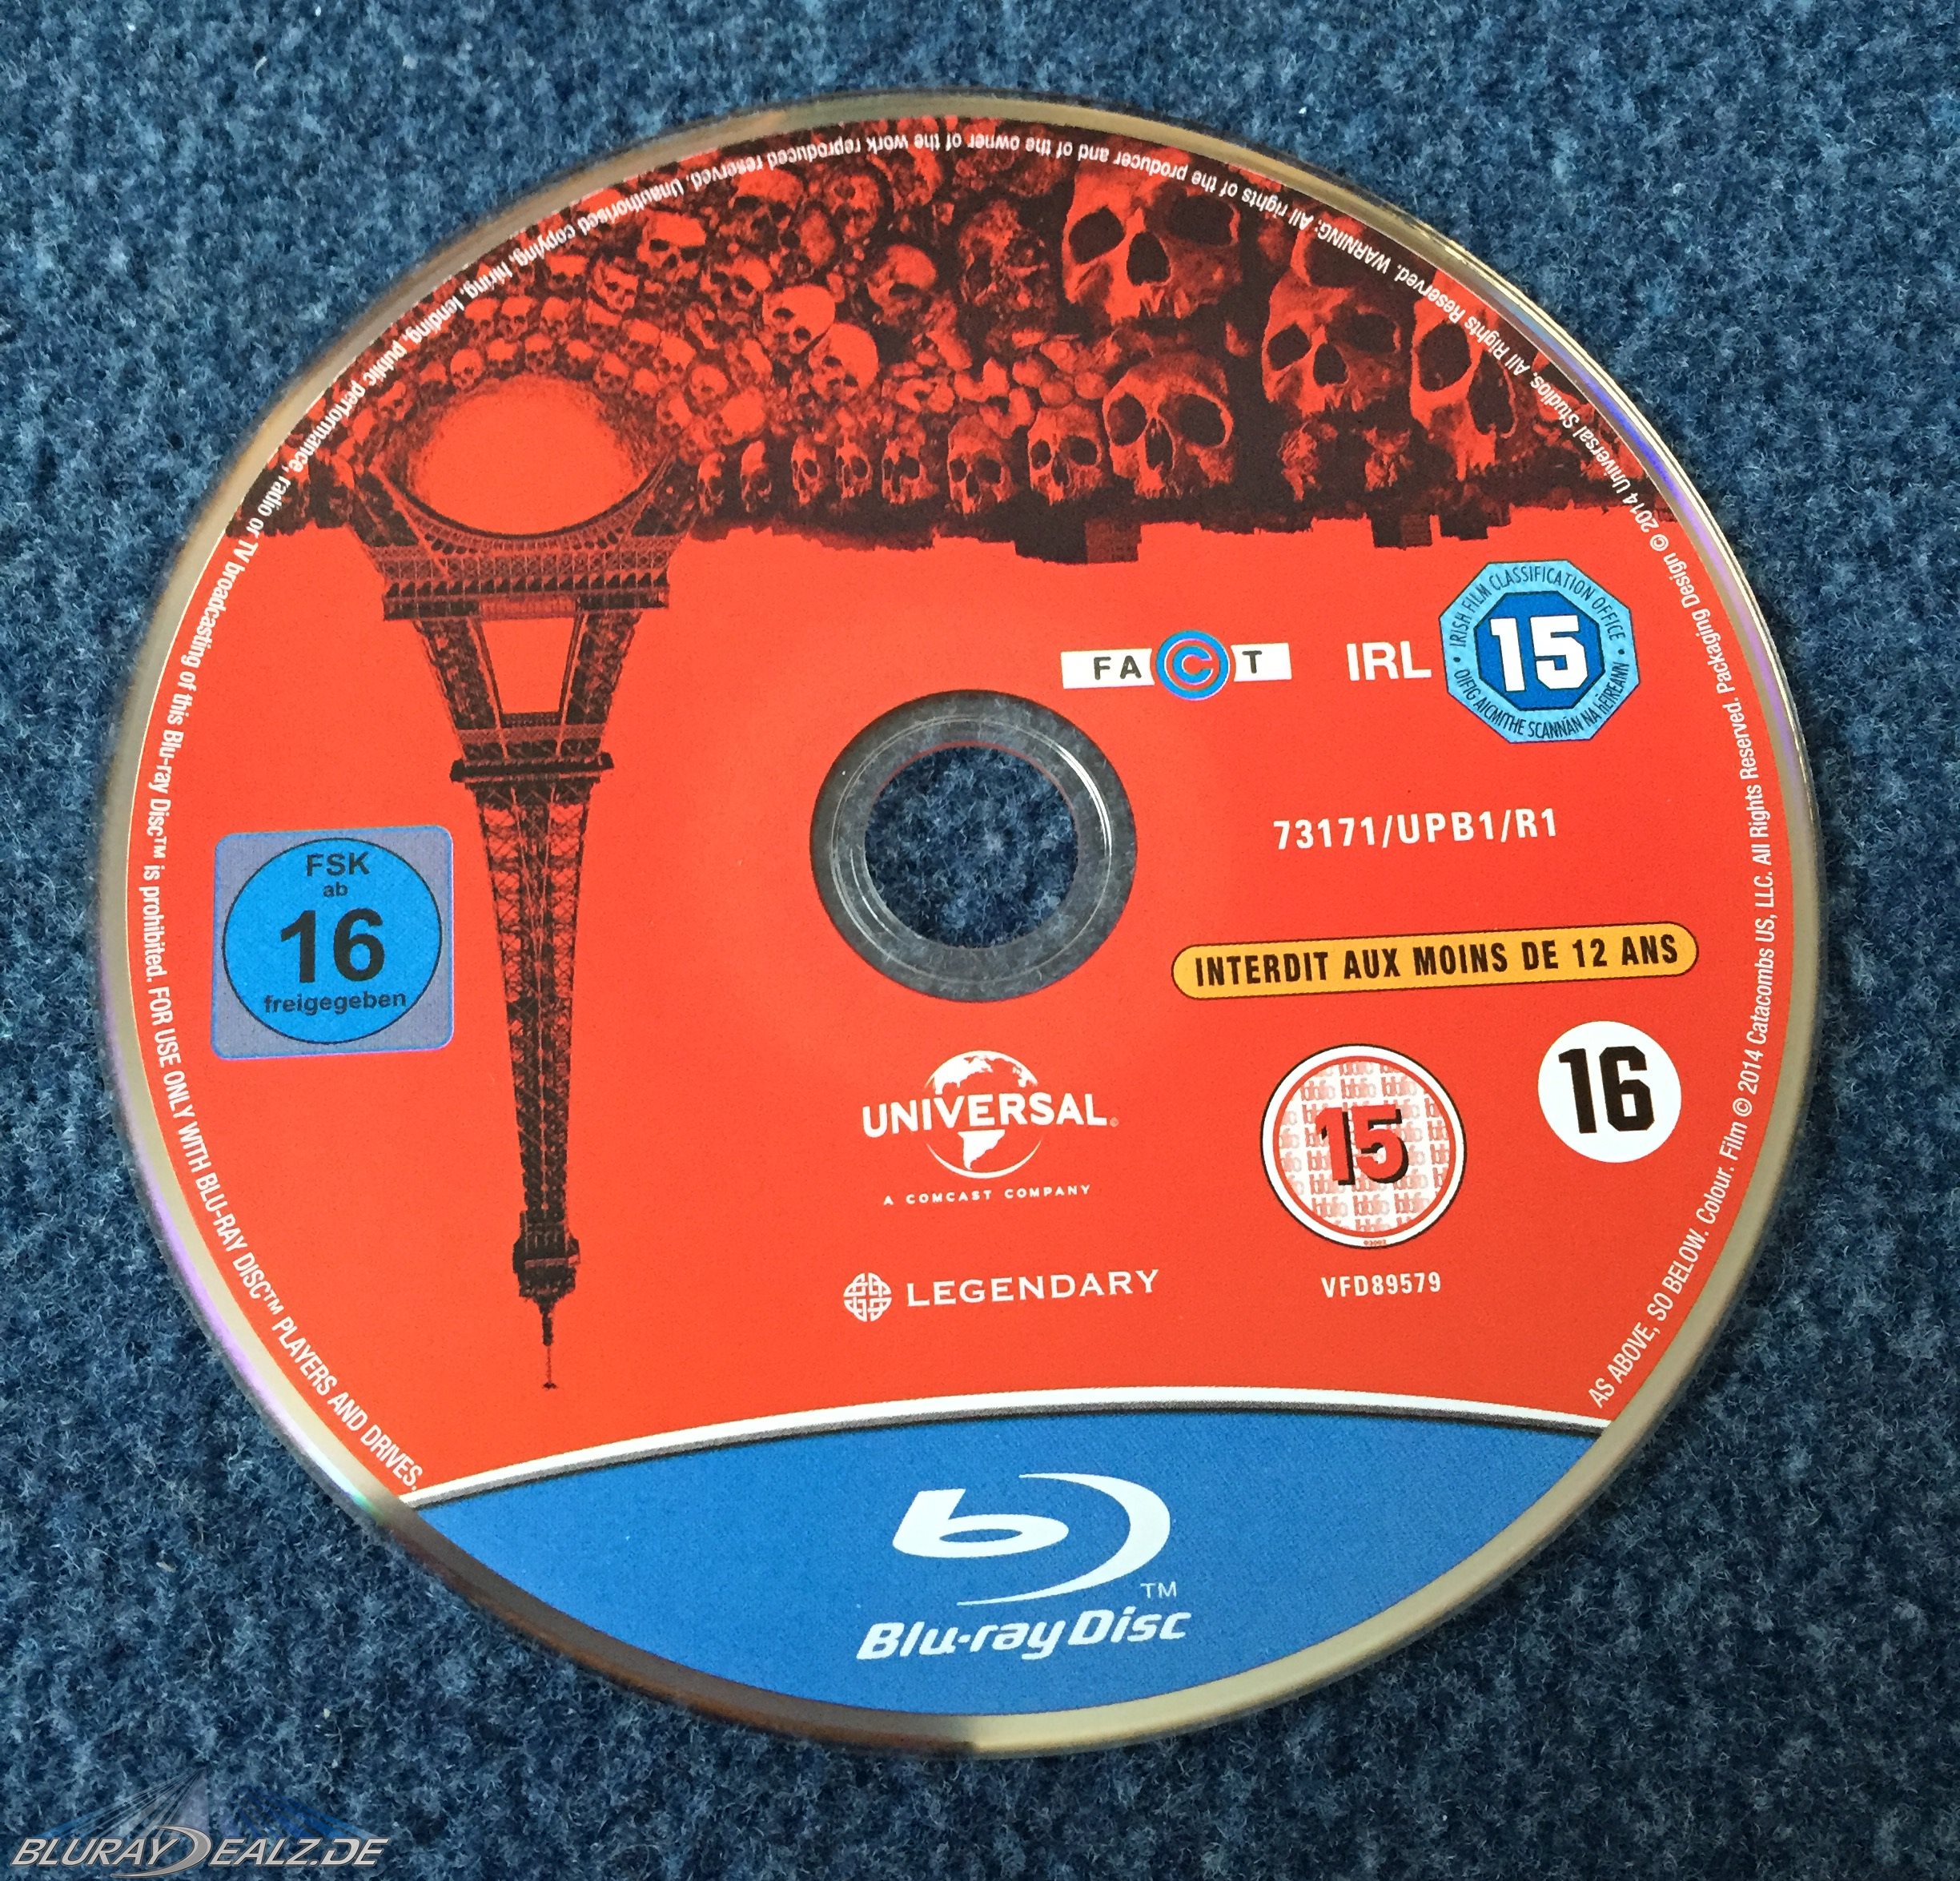 AS ABOVE, SO BELOW. Colour. Film © 2014 Catacombs US, LLC. All Rights Reserved. Packaging Design © 2014 Universal Studios. All Rights Reserved. WARNING: All rights of the producer and of the owner of the work reproduced reserved. Unauthorised copying, hiring, lending, public performance, radio or TV broadcasting of this Blu-ray Disc™ is prohibited. FOR USE ONLY WITH BLU-RAY DISC™ PLAYERS AND DRIVES.
FACT
IRL
IRISH FILM CLASSIFICATION OFFICE
15
OIFIG AICMITHE SCANNÁN NA hÉIREANN
73171/UPB1/R1
FSK
ab
16
freigegeben
INTERDIT AUX MOINS DE 12 ANS
UNIVERSAL
A COMCAST COMPANY
15
16
LEGENDARY
VFD89579
Blu-ray Disc
TM
BLURAYDEALZ.DE